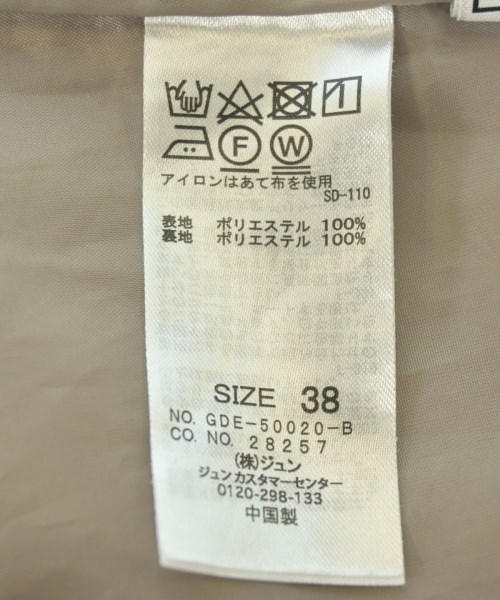 F W
アイロンはあて布を使用
SD-110
表地 ポリエステル 100%
裏地 ポリエステル 100%
SIZE 38
NO. GDE-50020-B
CO. NO. 28257
(株)ジュン
ジュンカスタマーセンター
0120-298-133
中国製